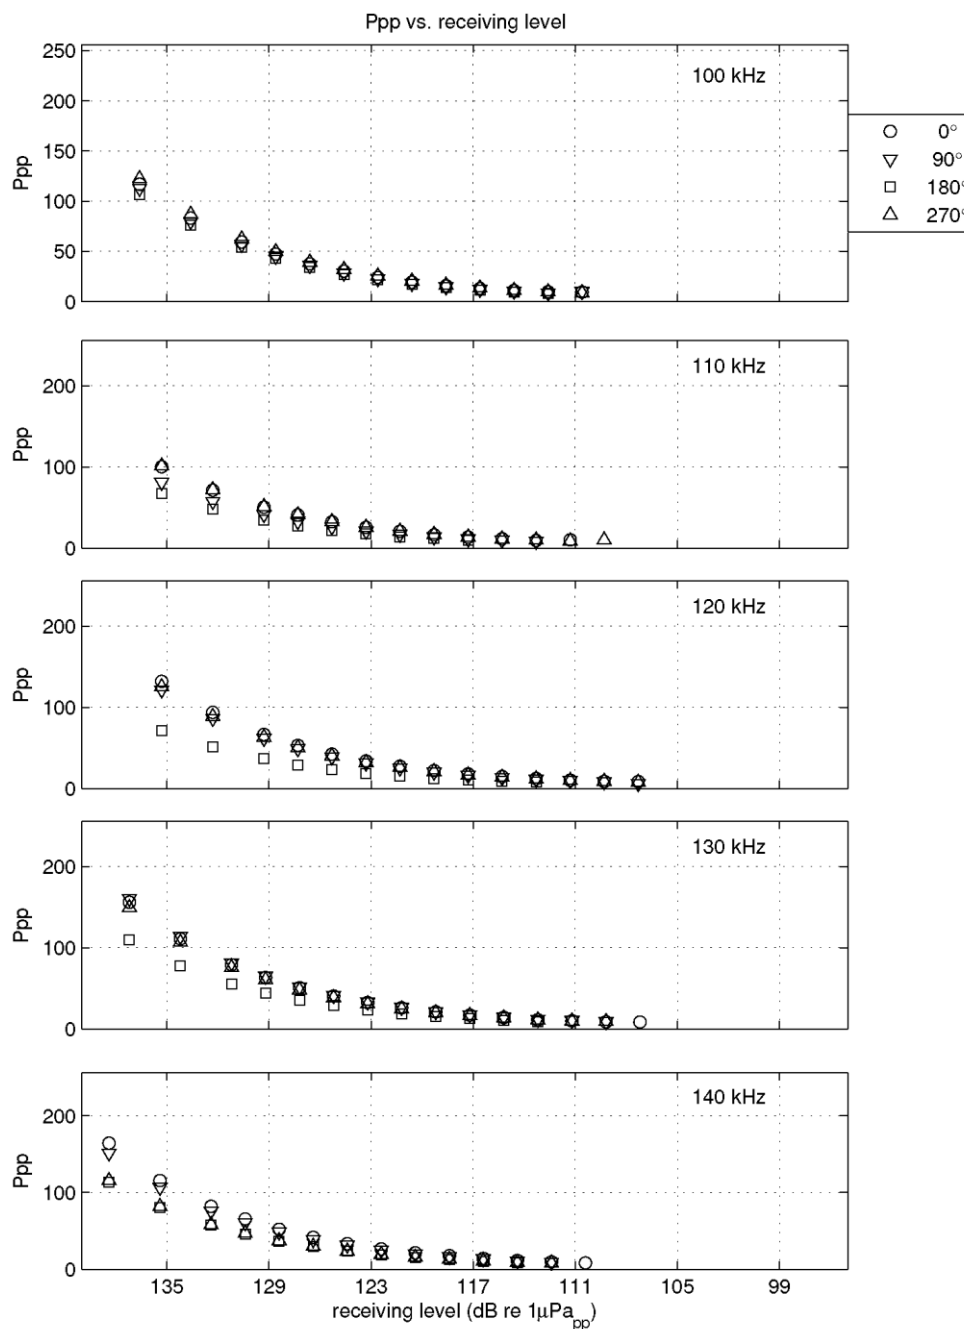 Ppp vs. receiving level
250
200
150
100
50
0
Ppp
100 kHz
0°
90°
180°
270°
200
100
0
Ppp
110 kHz
200
100
0
Ppp
120 kHz
200
100
0
Ppp
130 kHz
200
100
0
Ppp
140 kHz
135 129 123 117 111 105 99
receiving level (dB re 1μPapp)